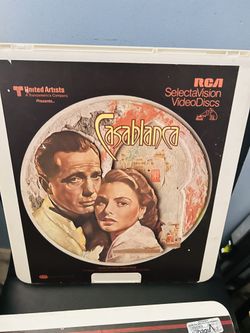 United Artists
A Transamerica Company
Presents...
RCA
SelectaVision
VideoDiscs
Casablanca